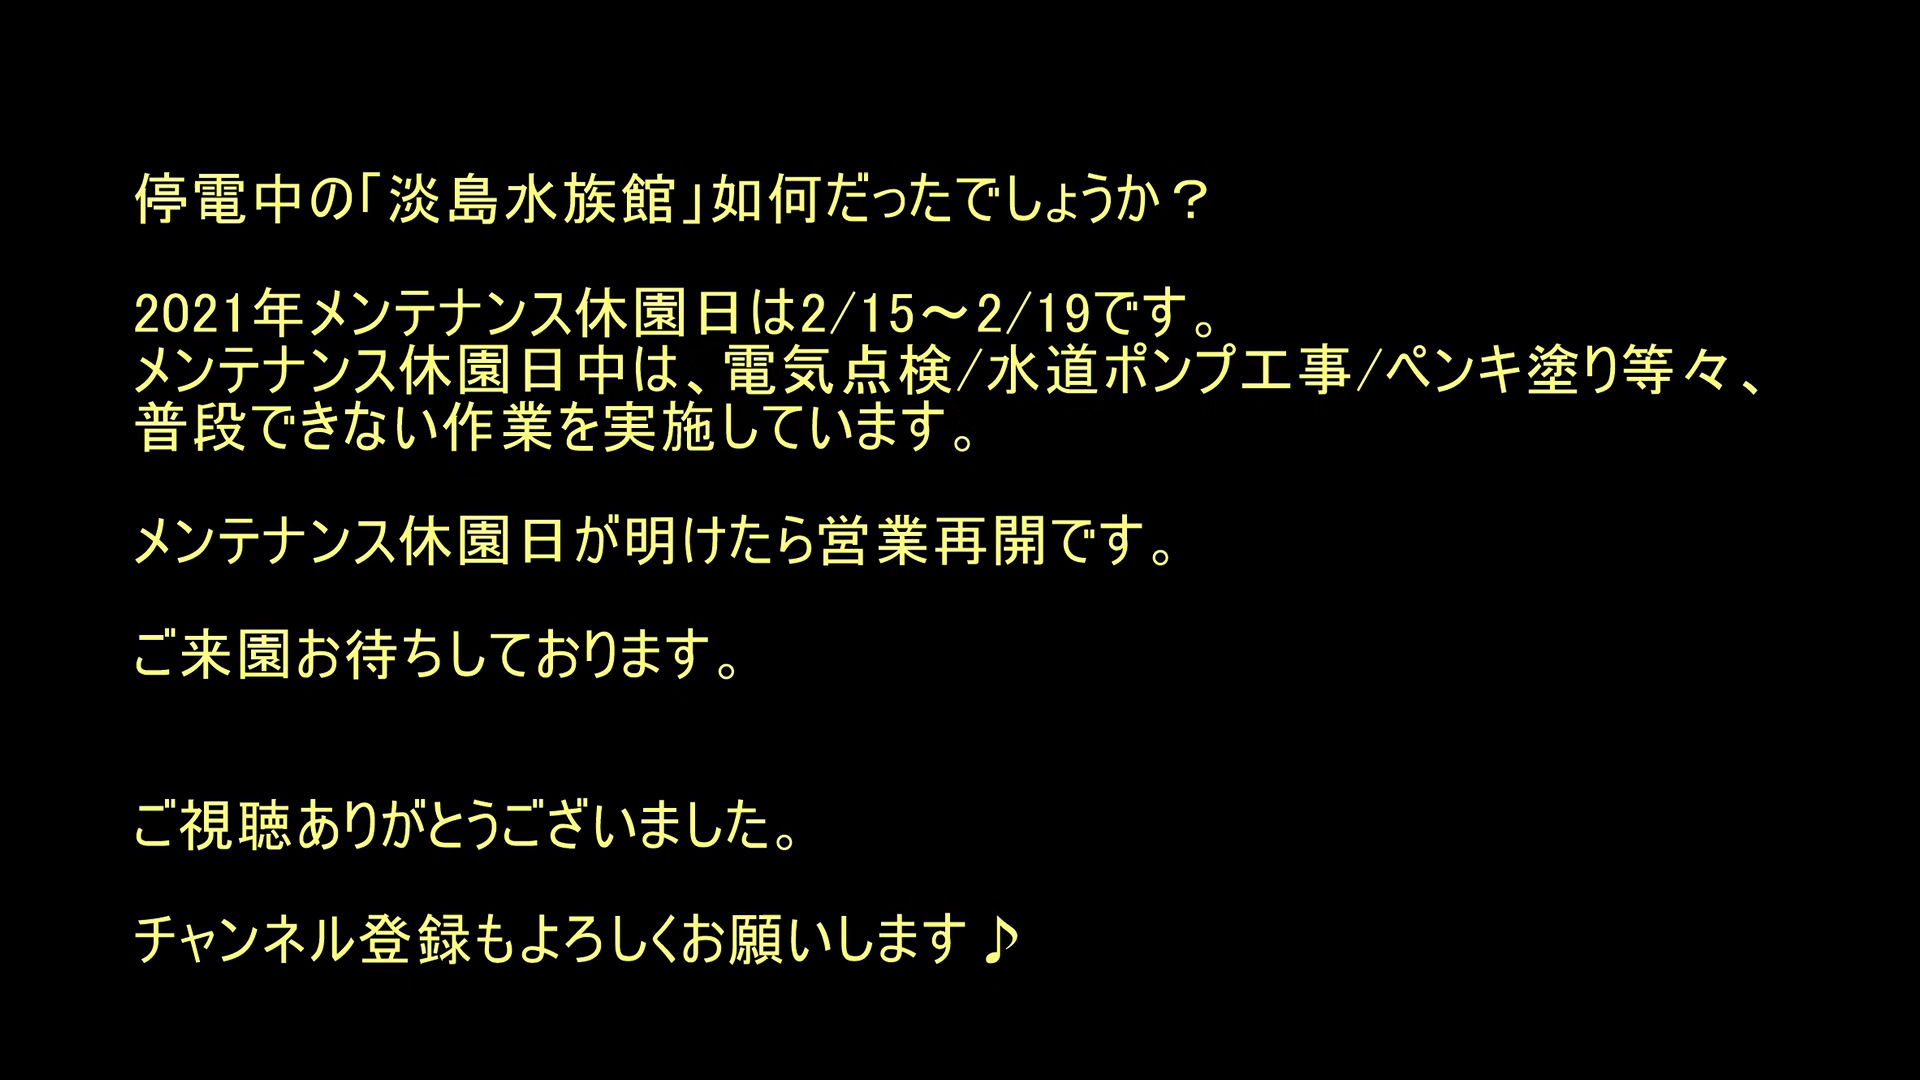 停電中の｢淡島水族館｣如何だったでしょうか？
2021年メンテナンス休園日は2/15～2/19です。
メンテナンス休園日中は、電気点検/水道ポンプ工事/ペンキ塗り等々、
普段できない作業を実施しています。
メンテナンス休園日が明けたら営業再開です。
ご来園お待ちしております。
ご視聴ありがとうございました。
チャンネル登録もよろしくお願いします♪